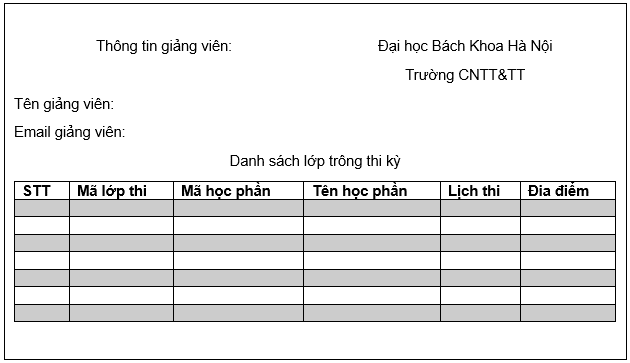 Thông tin giảng viên: Đại học Bách Khoa Hà Nội
Trường CNTT&TT
Tên giảng viên:
Email giảng viên:
Danh sách lớp trông thi kỳ
STT Mã lớp thi Mã học phần Tên học phần Lịch thi Đia điểm